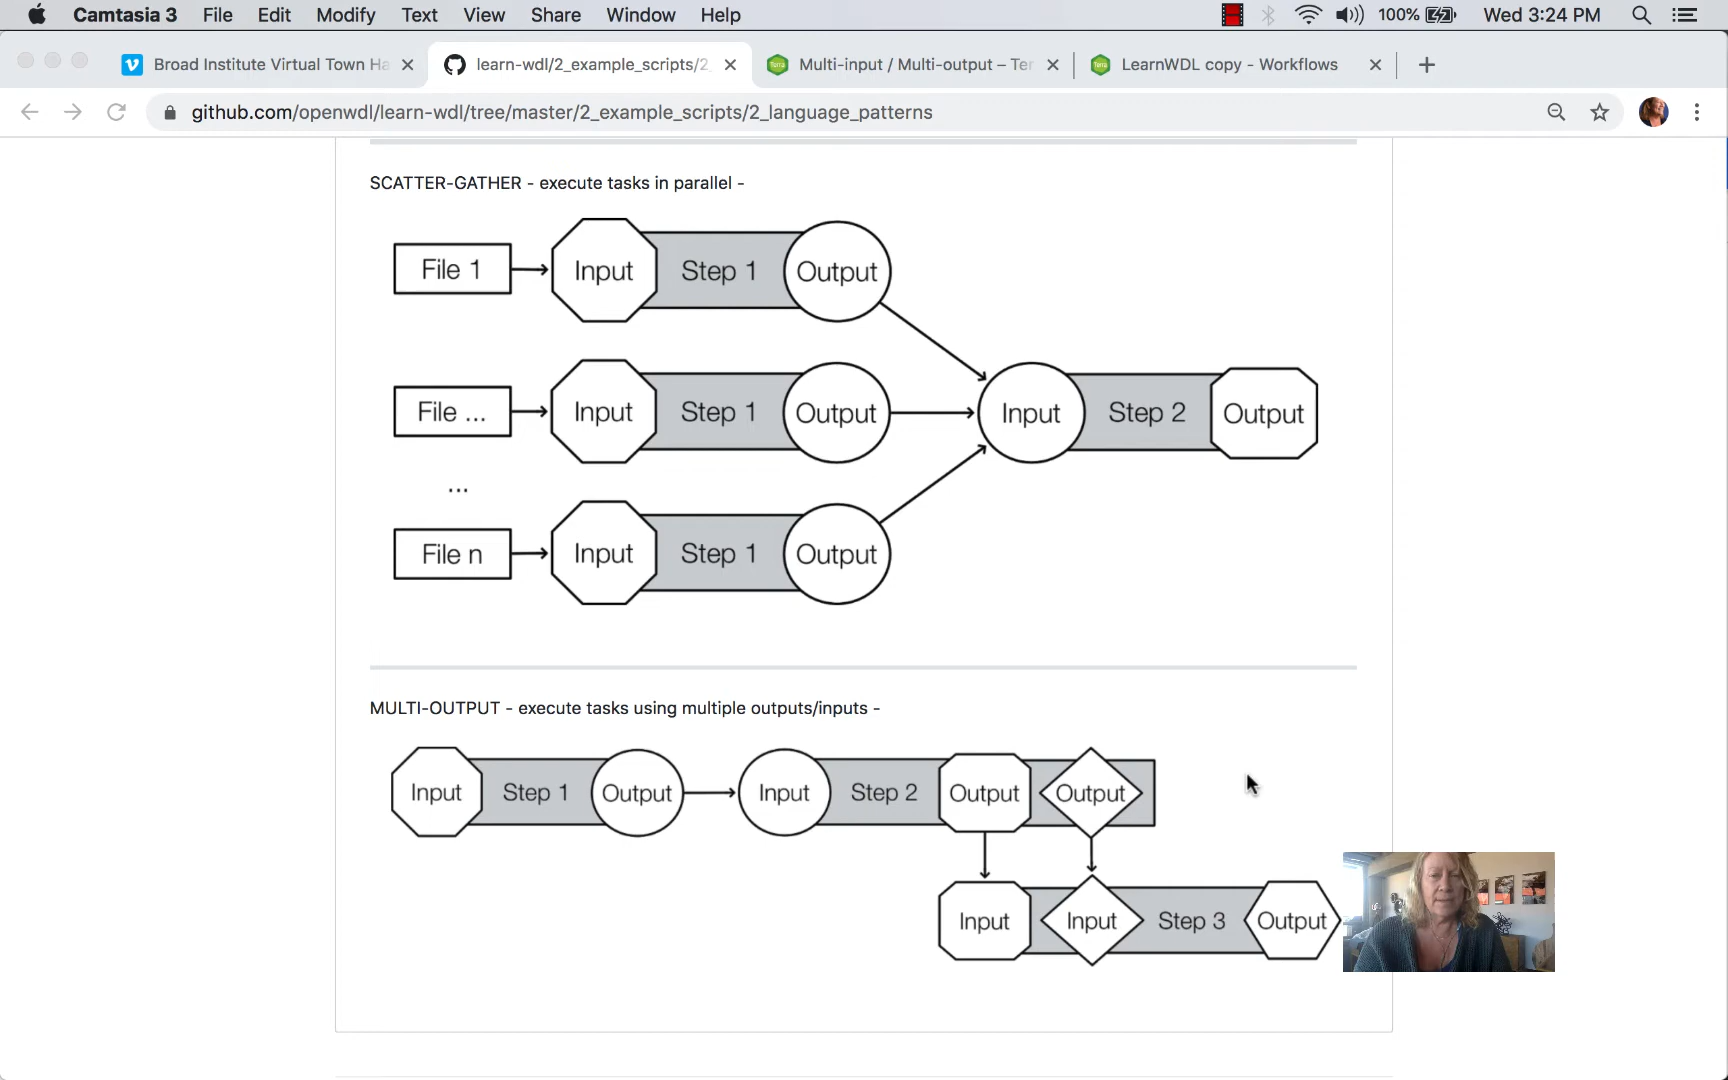 Camtasia 3 File Edit Modify Text View Share Window Help 100% Wed 3:24 PM
Broad Institute Virtual Town Ha learn-wdl/2_example_scripts/2_ Multi-input / Multi-output – Ter LearnWDL copy - Workflows
github.com/openwdl/learn-wdl/tree/master/2_example_scripts/2_language_patterns
SCATTER-GATHER - execute tasks in parallel -
File 1 Input Step 1 Output
File ... Input Step 1 Output Input Step 2 Output
...
File n Input Step 1 Output
MULTI-OUTPUT - execute tasks using multiple outputs/inputs -
Input Step 1 Output Input Step 2 Output Output
Input Input Step 3 Output